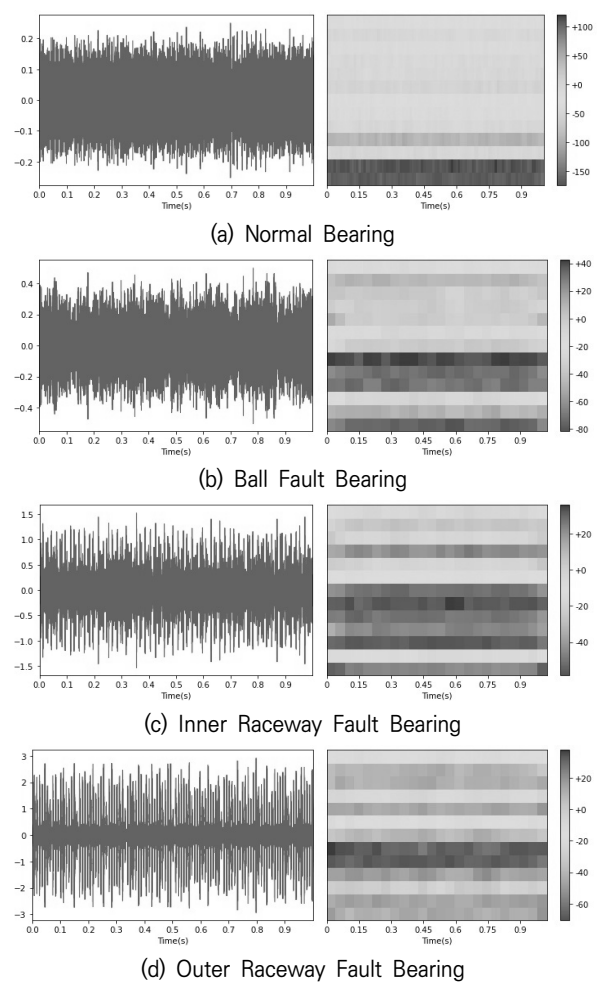 0.2
0.1
0.0
−0.1
−0.2
0.0 0.1 0.2 0.3 0.4 0.5 0.6 0.7 0.8 0.9
Time(s)
0 0.15 0.3 0.45 0.6 0.75 0.9
Time(s)
+100
+50
+0
-50
-100
-150
(a) Normal Bearing
0.4
0.2
0.0
−0.2
−0.4
0.0 0.1 0.2 0.3 0.4 0.5 0.6 0.7 0.8 0.9
Time(s)
0 0.15 0.3 0.45 0.6 0.75 0.9
Time(s)
+40
+20
+0
-20
-40
-60
-80
(b) Ball Fault Bearing
1.5
1.0
0.5
0.0
−0.5
−1.0
−1.5
0.0 0.1 0.2 0.3 0.4 0.5 0.6 0.7 0.8 0.9
Time(s)
0 0.15 0.3 0.45 0.6 0.75 0.9
Time(s)
+20
+0
-20
-40
(c) Inner Raceway Fault Bearing
3
2
1
0
−1
−2
−3
0.0 0.1 0.2 0.3 0.4 0.5 0.6 0.7 0.8 0.9
Time(s)
0 0.15 0.3 0.45 0.6 0.75 0.9
Time(s)
+20
+0
-20
-40
-60
(d) Outer Raceway Fault Bearing